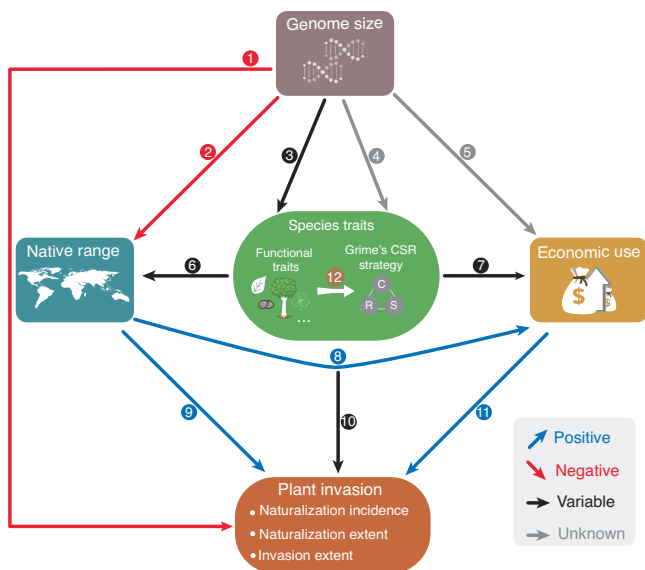 Genome size
1
2
3
4
5
Species traits
Native range
Functional traits
Grime's CSR strategy
Economic use
6
12
7
C
R
S
...
$
$
8
9
10
11
Plant invasion
• Naturalization incidence
• Naturalization extent
• Invasion extent
Positive
Negative
Variable
Unknown